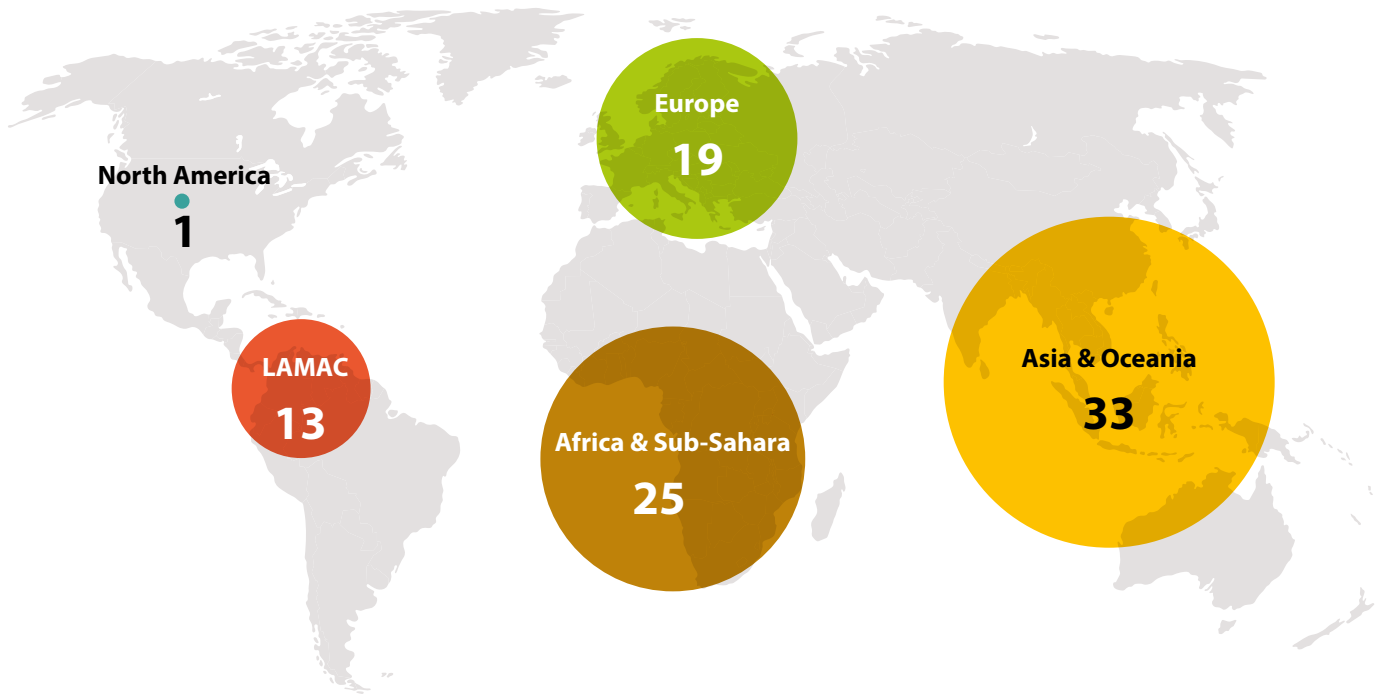 North America
1
LAMAC
13
Europe
19
Africa & Sub-Sahara
25
Asia & Oceania
33